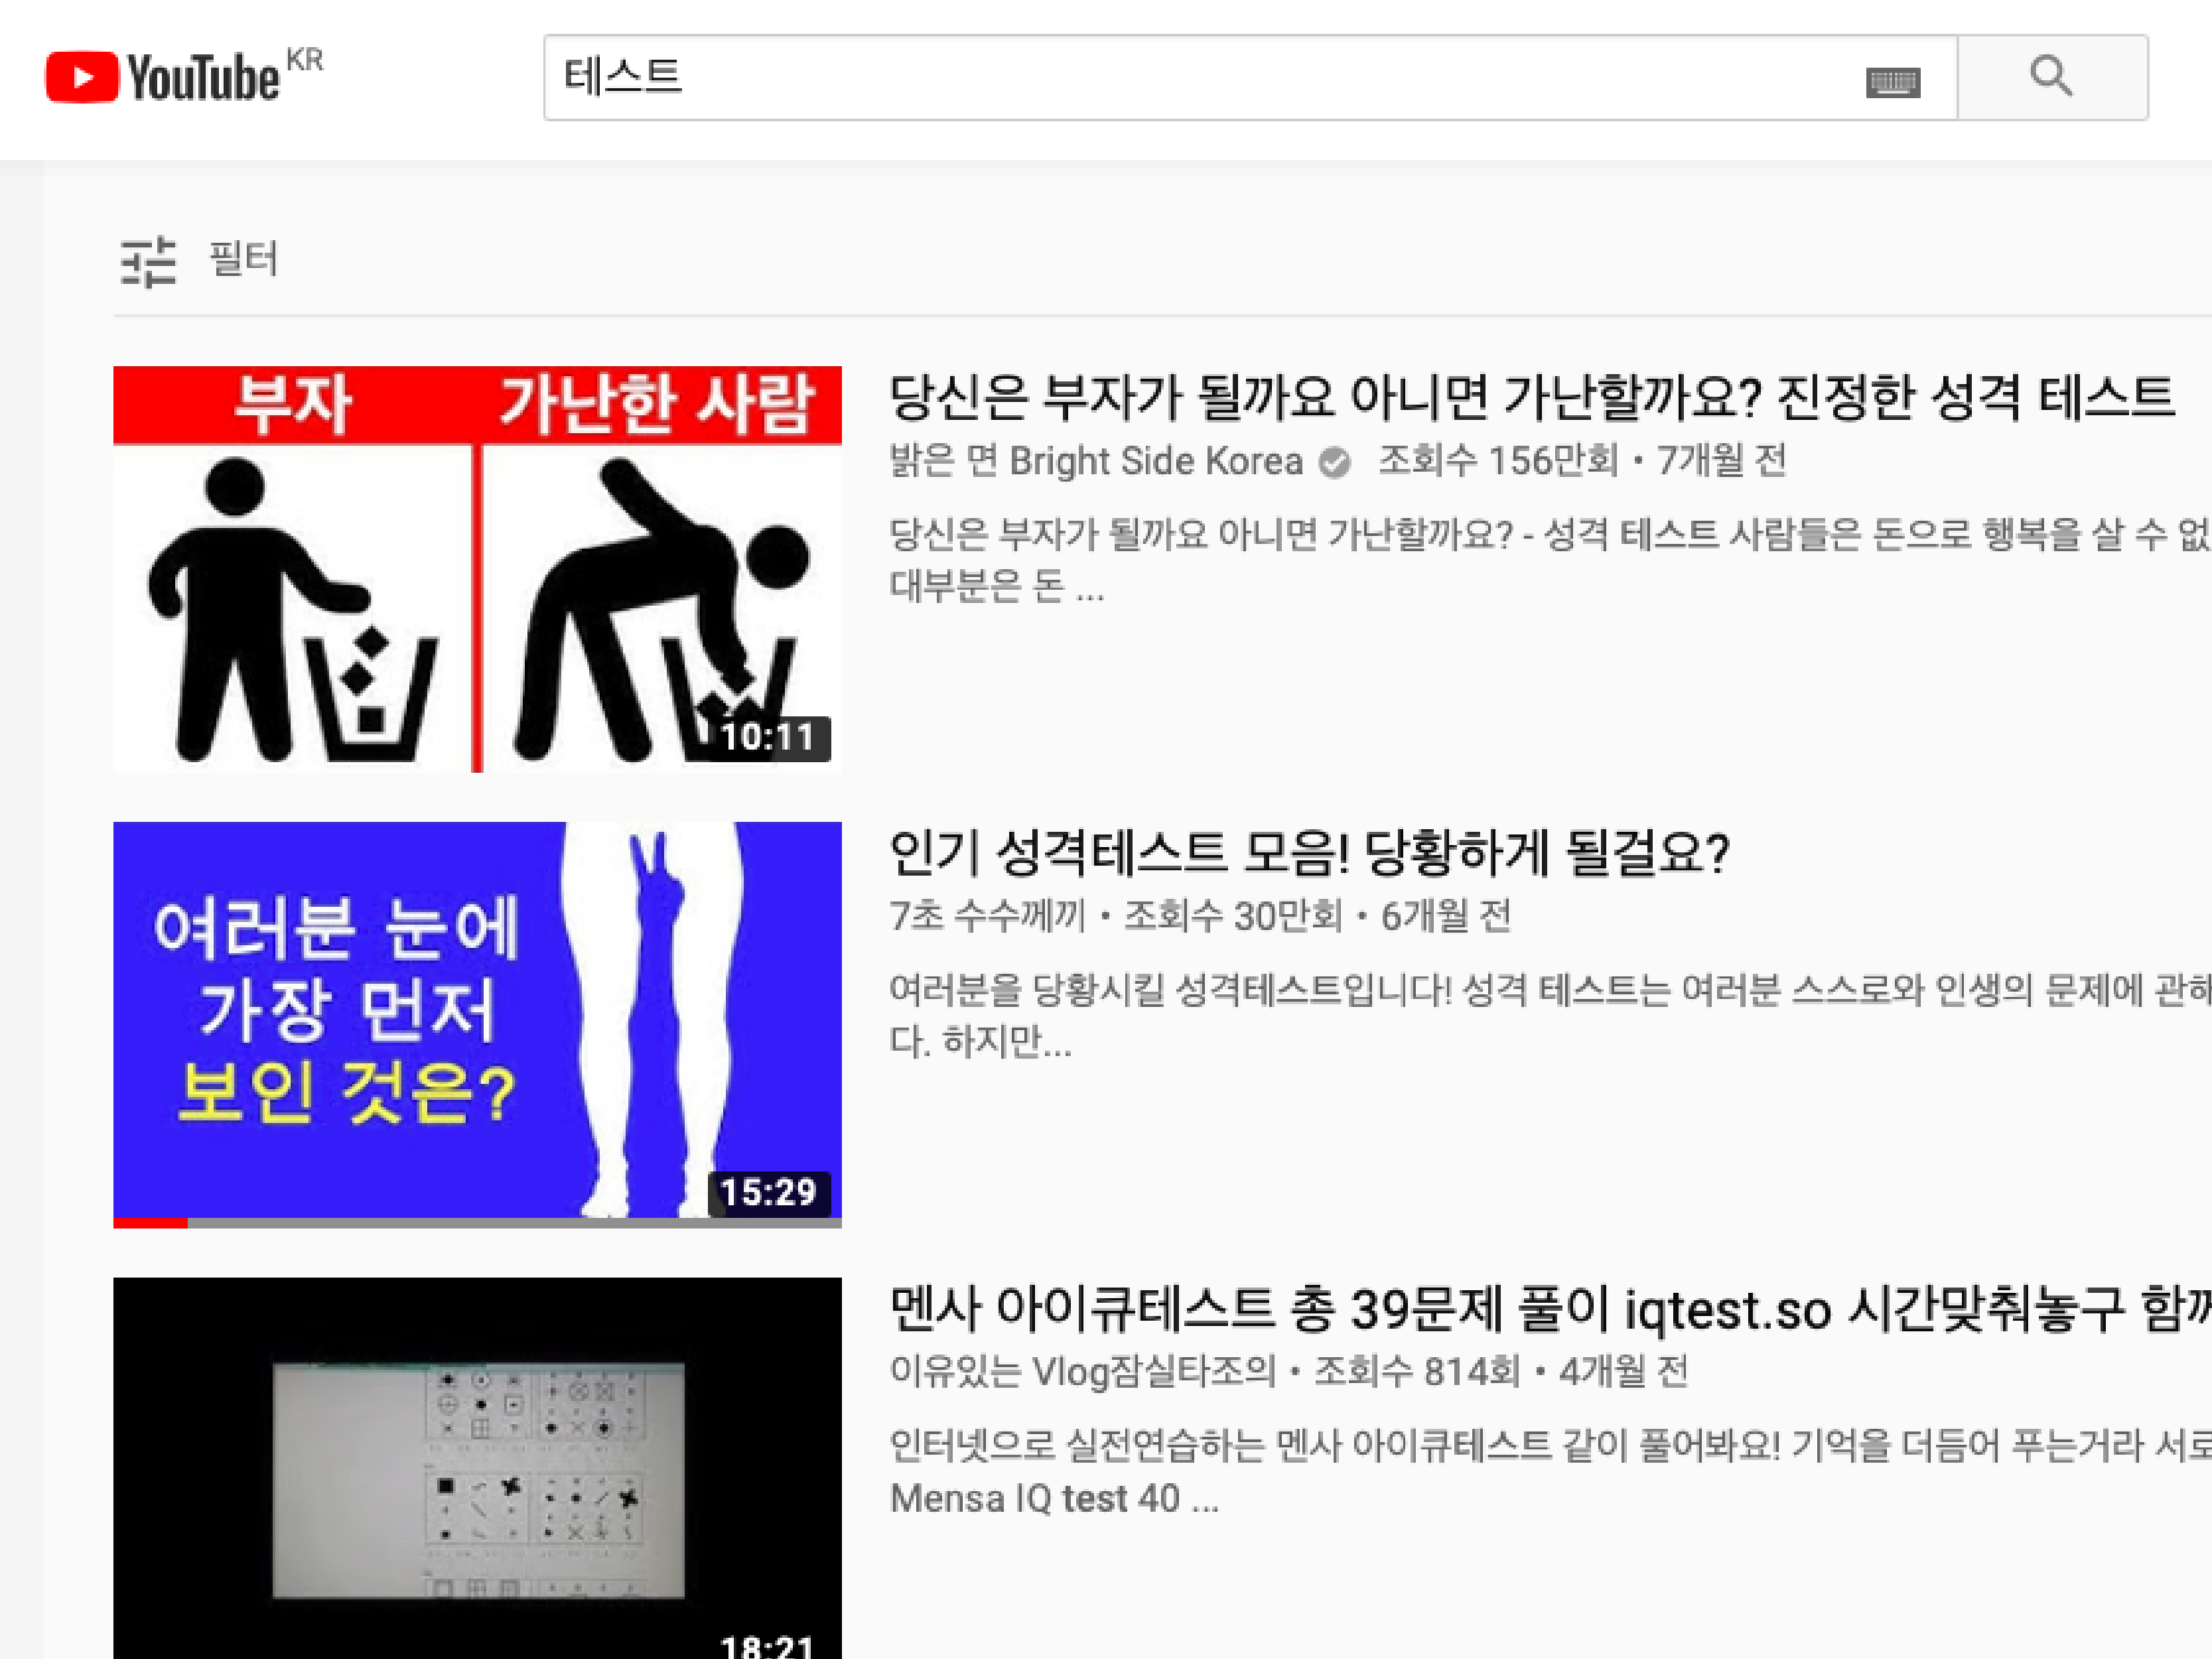 YouTube KR
테스트
필터
부자
가난한 사람
10:11
당신은 부자가 될까요 아니면 가난할까요? 진정한 성격 테스트
밝은 면 Bright Side Korea 조회수 156만회 • 7개월 전
당신은 부자가 될까요 아니면 가난할까요? - 성격 테스트 사람들은 돈으로 행복을 살 수 없
대부분은 돈 ...
여러분 눈에
가장 먼저
보인 것은?
15:29
인기 성격테스트 모음! 당황하게 될걸요?
7초 수수께끼 • 조회수 30만회 • 6개월 전
여러분을 당황시킬 성격테스트입니다! 성격 테스트는 여러분 스스로와 인생의 문제에 관해
다. 하지만...
18:21
멘사 아이큐테스트 총 39문제 풀이 iqtest.so 시간맞춰놓구
이유있는 Vlog잠실타조의 • 조회수 814회 • 4개월 전
인터넷으로 실전연습하는 멘사 아이큐테스트 같이 풀어봐요! 기억을 더듬어 푸는거라 서로
Mensa IQ test 40 ...